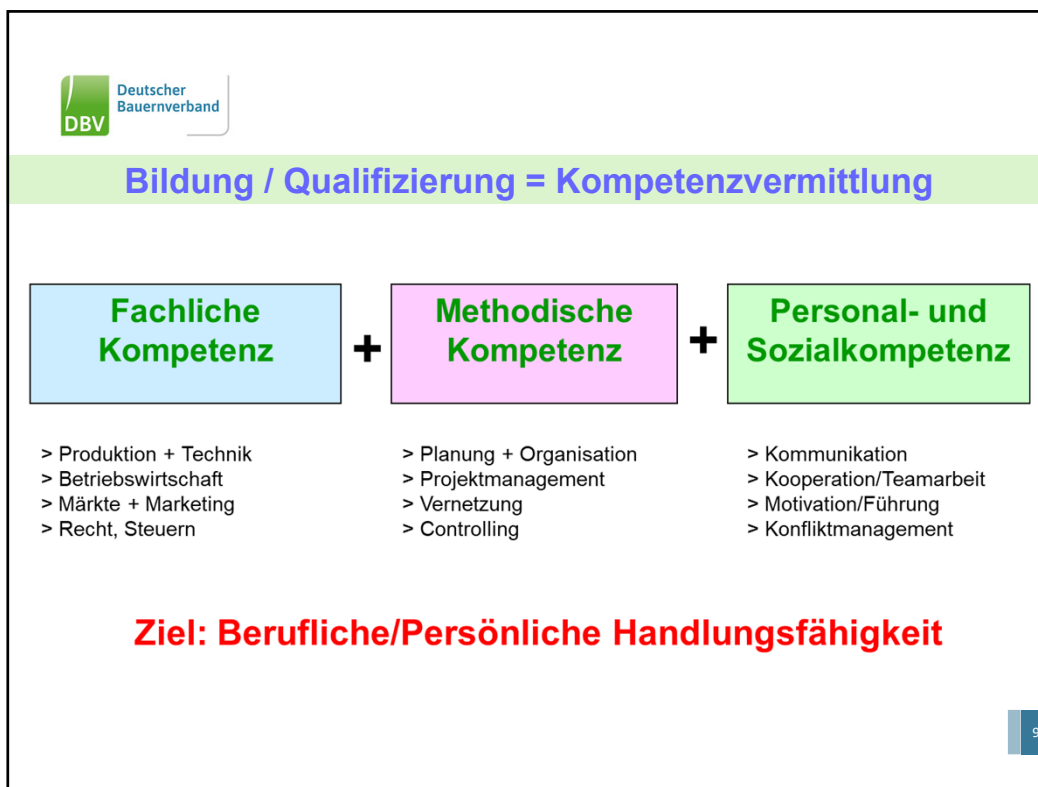 Deutscher
Bauernverband
DBV
Bildung / Qualifizierung = Kompetenzvermittlung
Fachliche
Kompetenz
+
Methodische
Kompetenz
+
Personal- und
Sozialkompetenz
> Produktion + Technik
> Betriebswirtschaft
> Märkte + Marketing
> Recht, Steuern
> Planung + Organisation
> Projektmanagement
> Vernetzung
> Controlling
> Kommunikation
> Kooperation/Teamarbeit
> Motivation/Führung
> Konfliktmanagement
Ziel: Berufliche/Persönliche Handlungsfähigkeit
9